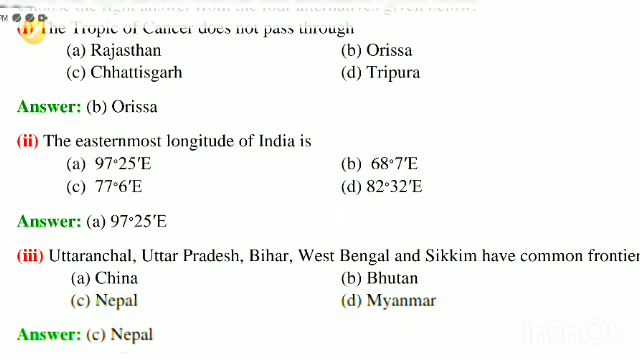 (i) The Tropic of Cancer does not pass through
(a) Rajasthan (b) Orissa
(c) Chhattisgarh (d) Tripura
Answer: (b) Orissa
(ii) The easternmost longitude of India is
(a) 97°25'E (b) 68°7'E
(c) 77°6'E (d) 82°32'E
Answer: (a) 97°25'E
(iii) Uttaranchal, Uttar Pradesh, Bihar, West Bengal and Sikkim have common frontier
(a) China (b) Bhutan
(c) Nepal (d) Myanmar
Answer: (c) Nepal
InShOt